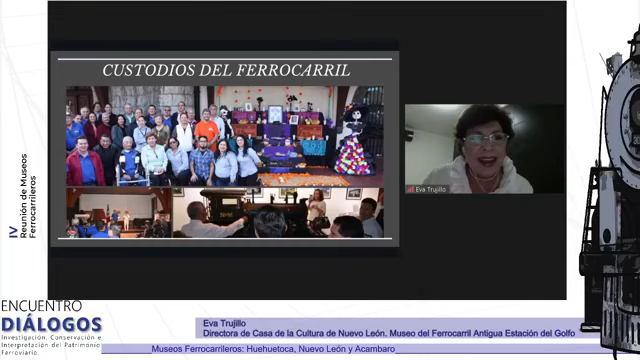 CUSTODIOS DEL FERROCARRIL
Eva Trujillo
IV
Reunión de Museos
Ferrocarrileros
ENCUENTRO
DIÁLOGOS
Investigación, Conservación e
Interpretación del Patrimonio
Ferroviario
Eva Trujillo
Directora de Casa de la Cultura de Nuevo León. Museo del Ferrocarril Antigua Estación del Golfo
Museos Ferrocarrileros: Huehuetoca, Nuevo León y Acambaro